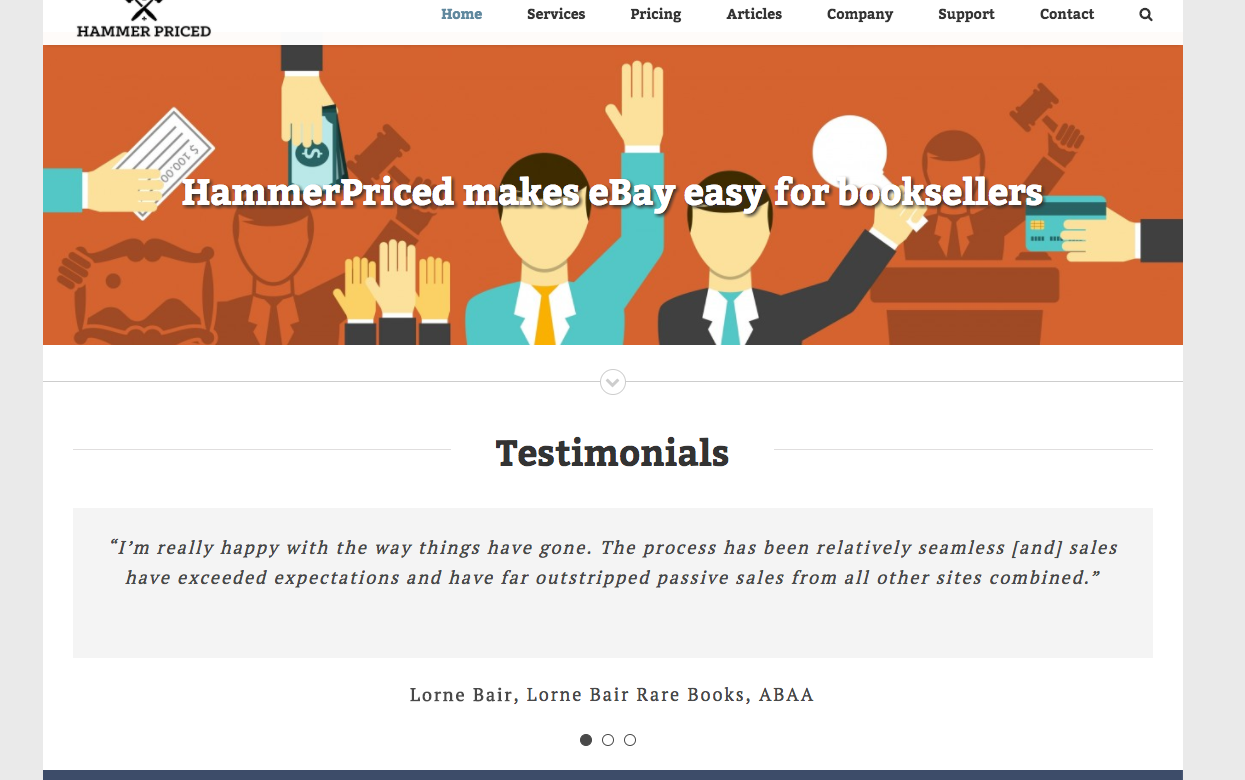 HAMMER PRICED
Home Services Pricing Articles Company Support Contact
$ 100,00
$
HammerPriced makes eBay easy for booksellers
Testimonials
“I’m really happy with the way things have gone. The process has been relatively seamless [and] sales
have exceeded expectations and have far outstripped passive sales from all other sites combined.”
Lorne Bair, Lorne Bair Rare Books, ABAA